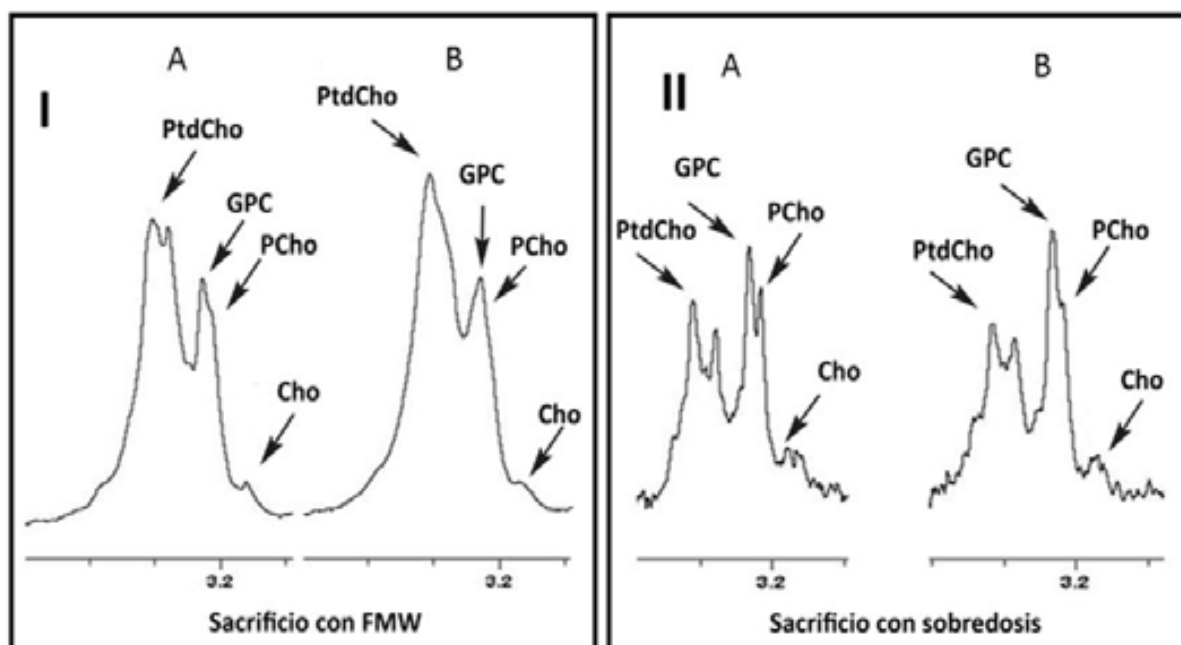 I
A
B
PtdCho
GPC
PCho
Cho
PtdCho
GPC
PCho
Cho
3.2
3.2
Sacrificio con FMW
II
A
B
GPC
PCho
PtdCho
Cho
GPC
PCho
PtdCho
Cho
3.2
3.2
Sacrificio con sobredosis